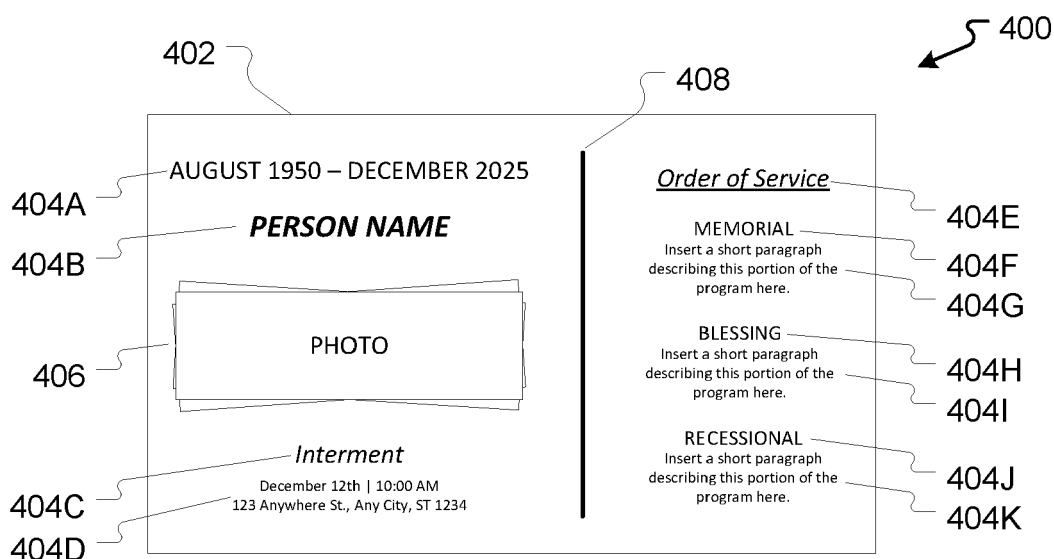 400
402
408
AUGUST 1950 – DECEMBER 2025
404A
PERSON NAME
404B
PHOTO
406
Interment
404C
December 12th | 10:00 AM
123 Anywhere St., Any City, ST 1234
404D
Order of Service
404E
MEMORIAL
404F
Insert a short paragraph
describing this portion of the
program here.
404G
BLESSING
404H
Insert a short paragraph
describing this portion of the
program here.
404I
RECESSIONAL
404J
Insert a short paragraph
describing this portion of the
program here.
404K